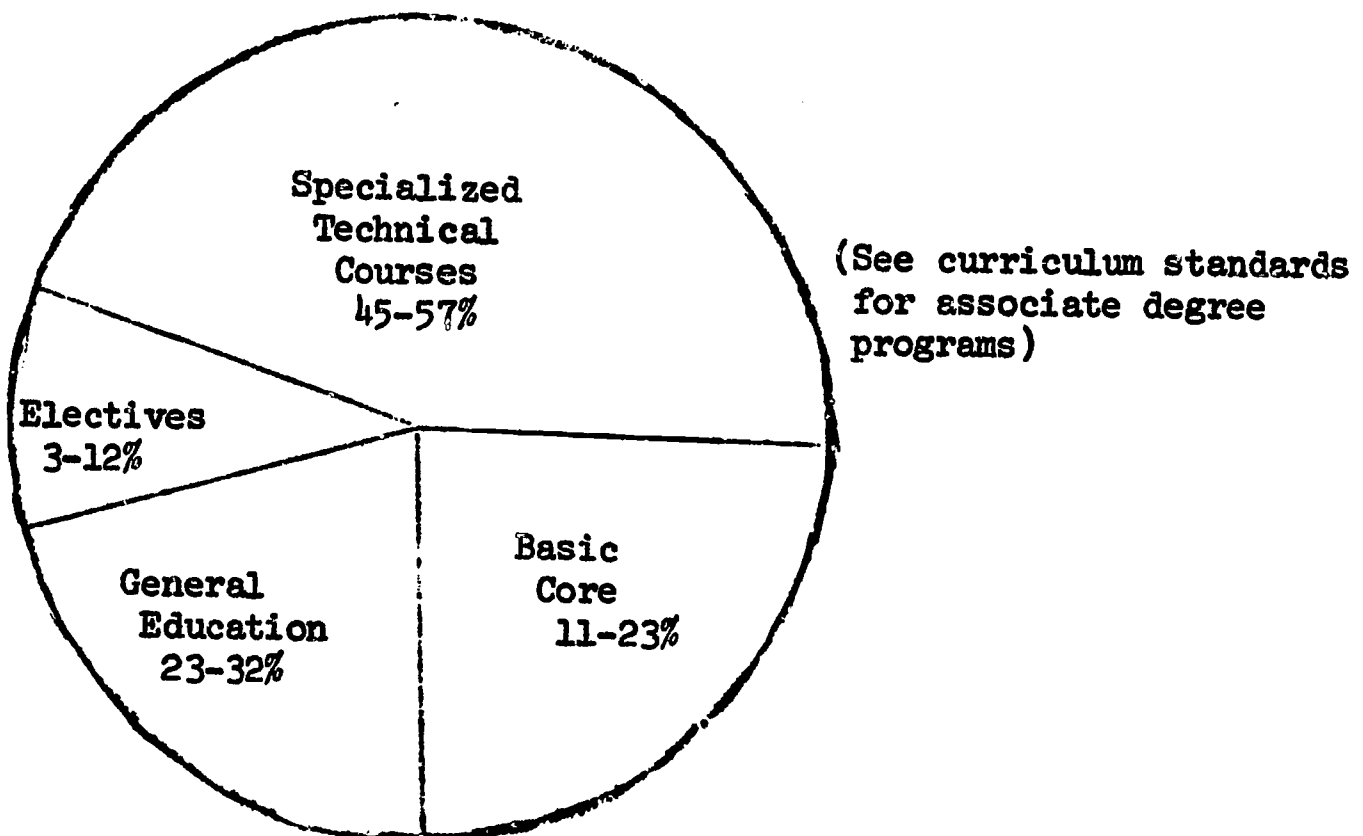 Specialized
Technical
Courses
45-57%
(See curriculum standards
for associate degree
programs)
Electives
3-12%
General
Education
23-32%
Basic
Core
11-23%